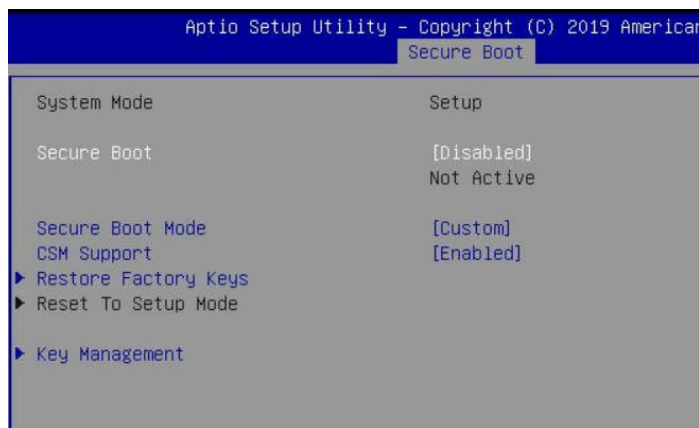 Aptio Setup Utility – Copyright (C) 2019 American
Secure Boot
System Mode Setup
Secure Boot [Disabled]
Not Active
Secure Boot Mode [Custom]
CSM Support [Enabled]
Restore Factory Keys
Reset To Setup Mode
Key Management